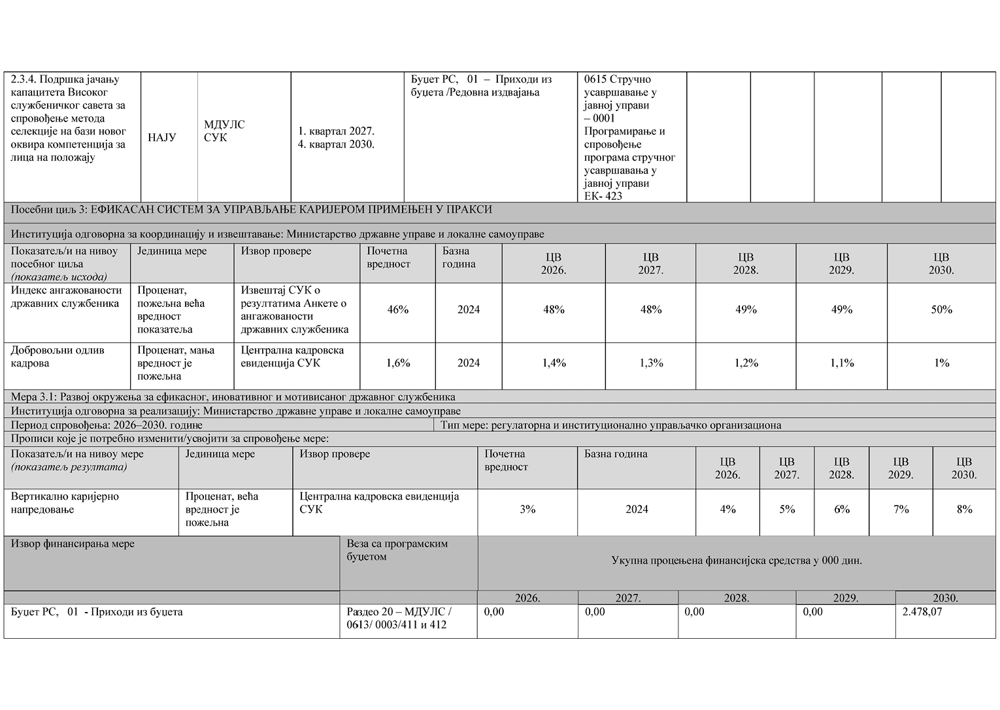 2.3.4. Подршка јачању
капацитета Високог
службеничког савета за
спровођење метода
селекције на бази новог
оквира компетенција за
лица на положају
НАЈУ
МДУЛС
СУК
1. квартал 2027.
4. квартал 2030.
Буџет РС, 01 – Приходи из
буџета /Редовна издвајања
0615 Стручно
усавршавање у
јавној управи
– 0001
Програмирање и
спровођење
програма стручног
усавршавања у
јавној управи
ЕК- 423
Посебни циљ 3: ЕФИКАСАН СИСТЕМ ЗА УПРАВЉАЊЕ КАРИЈЕРОМ ПРИМЕЊЕН У ПРАКСИ
Институција одговорна за координацију и извештавање: Министарство државне управе и локалне самоуправе
Показатељ/и на нивоу
посебног циља
(показатељ исхода)
Јединица мере
Извор провере
Почетна
вредност
Базна
година
ЦВ
2026.
ЦВ
2027.
ЦВ
2028.
ЦВ
2029.
ЦВ
2030.
Индекс ангажованости
државних службеника
Проценат,
пожељна већа
вредност
показатеља
Извештај СУК о
резултатима Анкете о
ангажованости
државних службеника
46%
2024
48%
48%
49%
49%
50%
Добровољни одлив
кадрова
Проценат, мања
вредност је
пожељна
Централна кадровска
евиденција СУК
1,6%
2024
1,4%
1,3%
1,2%
1,1%
1%
Мера 3.1: Развој окружења за ефикасног, иновативног и мотивисаног државног службеника
Институција одговорна за реализацију: Министарство државне управе и локалне самоуправе
Период спровођења: 2026–2030. године
Тип мере: регулаторна и институционално управљачко организациона
Прописи које је потребно изменити/усвојити за спровођење мере:
Показатељ/и на нивоу мере
(показатељ резултата)
Јединица мере
Извор провере
Почетна
вредност
Базна година
ЦВ
2026.
ЦВ
2027.
ЦВ
2028.
ЦВ
2029.
ЦВ
2030.
Вертикално каријерно
напредовање
Проценат, већа
вредност је
пожељна
Централна кадровска евиденција
СУК
3%
2024
4%
5%
6%
7%
8%
Извор финансирања мере
Веза са програмским
буџетом
Укупна процењена финансијска средства у 000 дин.
2026.
2027.
2028.
2029.
2030.
Буџет РС, 01 - Приходи из буџета
Раздео 20 – МДУЛС /
0613/ 0003/411 и 412
0,00
0,00
0,00
0,00
2.478,07